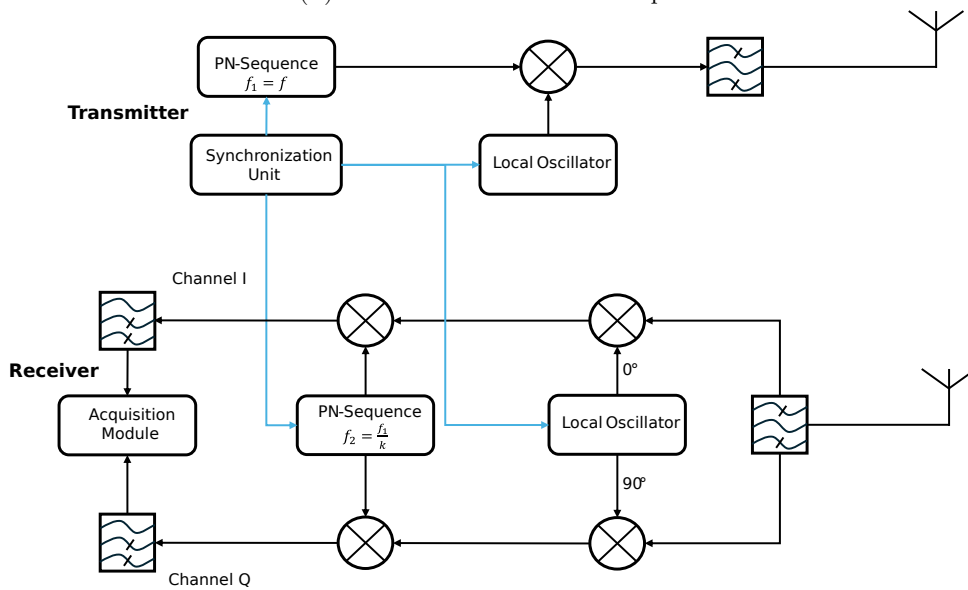 PN-Sequence
f₁ = f
Transmitter
Synchronization
Unit
Local Oscillator
Channel I
0°
Receiver
Acquisition
Module
PN-Sequence
f₂ = f₁/k
Local Oscillator
90°
Channel Q